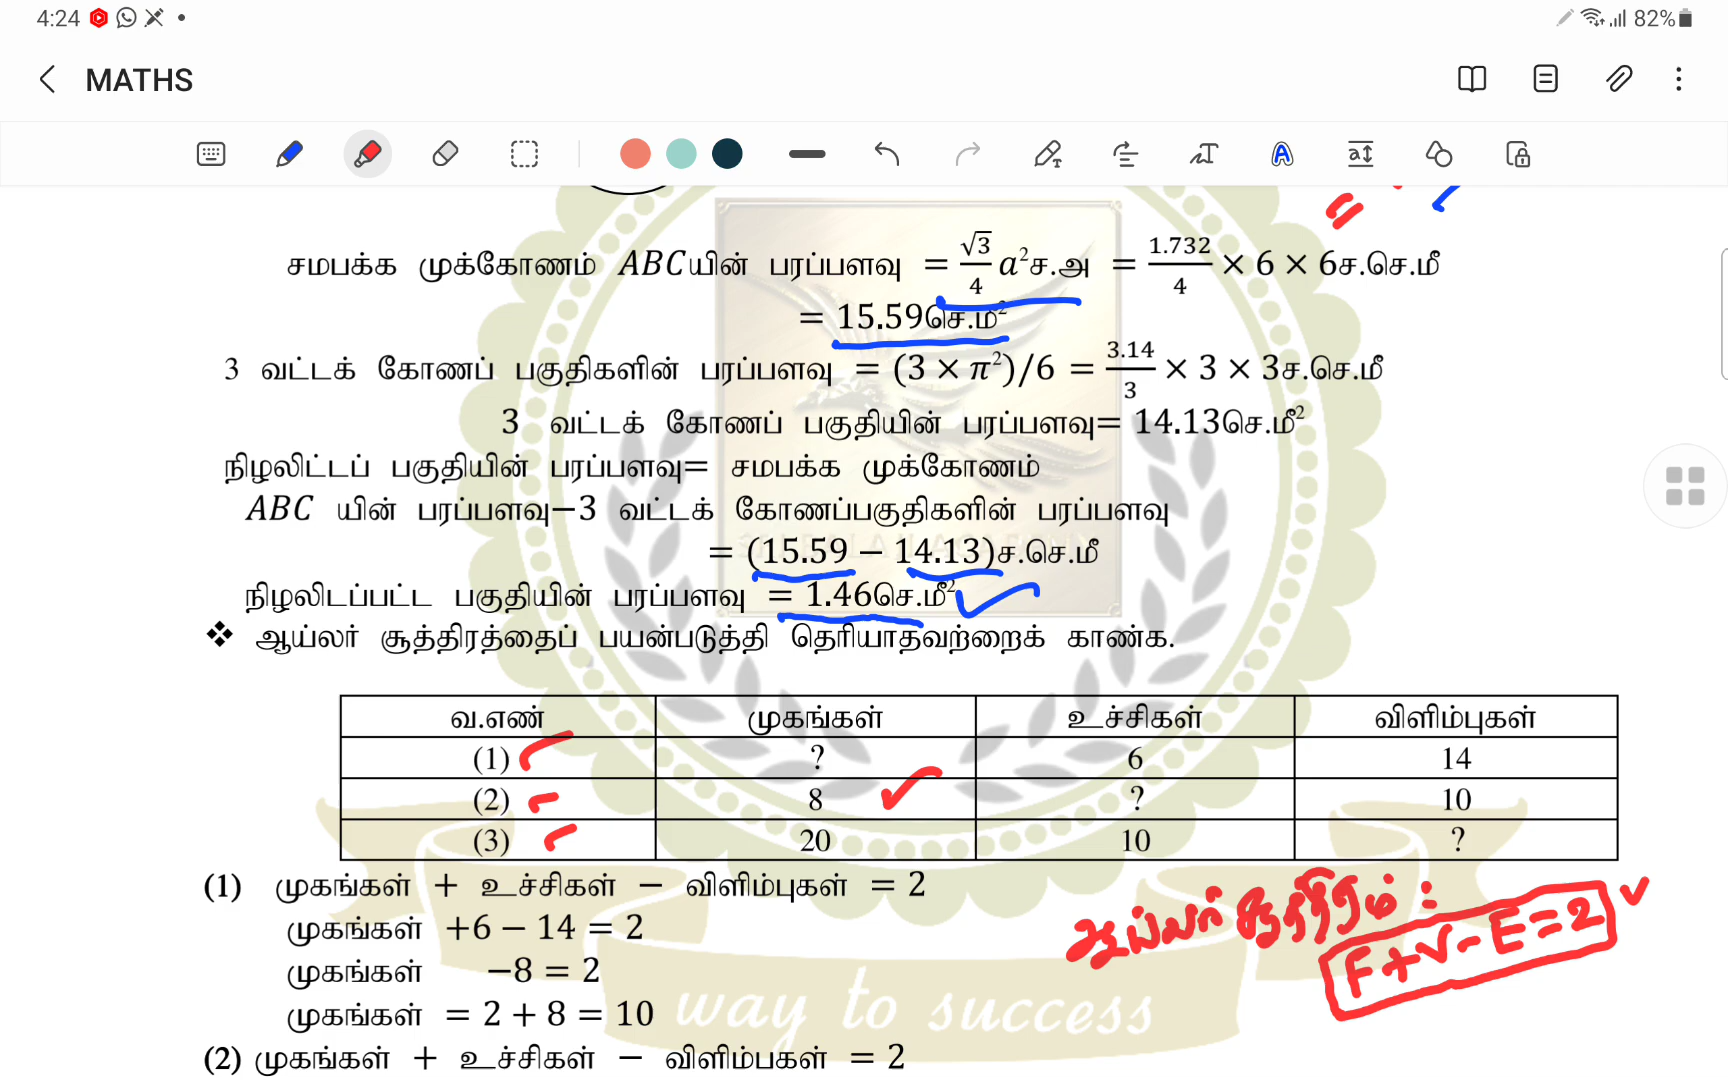 4:24
82%
MATHS
சமபக்க முக்கோணம் ABCயின் பரப்பளவு = √3/4 a²ச.அ = 1.732/4 × 6 × 6ச.செ.மீ
= 15.59செ.மீ²
3 வட்டக் கோணப் பகுதிகளின் பரப்பளவு = (3 × π²)/6 = 3.14/3 × 3 × 3ச.செ.மீ
3 வட்டக் கோணப் பகுதியின் பரப்பளவு= 14.13செ.மீ²
நிழலிட்டப் பகுதியின் பரப்பளவு= சமபக்க முக்கோணம்
ABC யின் பரப்பளவு−3 வட்டக் கோணப்பகுதிகளின் பரப்பளவு
= (15.59 − 14.13)ச.செ.மீ
நிழலிடப்பட்ட பகுதியின் பரப்பளவு = 1.46செ.மீ²
❖ ஆய்லர் சூத்திரத்தைப் பயன்படுத்தி தெரியாதவற்றைக் காண்க.
வ.எண் முகங்கள் உச்சிகள் விளிம்புகள்
(1) ? 6 14
(2) 8 ? 10
(3) 20 10 ?
(1) முகங்கள் + உச்சிகள் − விளிம்புகள் = 2
முகங்கள் +6 − 14 = 2
முகங்கள் −8 = 2
முகங்கள் = 2 + 8 = 10
(2) முகங்கள் + உச்சிகள் − விளிம்பகள் = 2
ஆய்லர் :
F+V-E=2
way to success